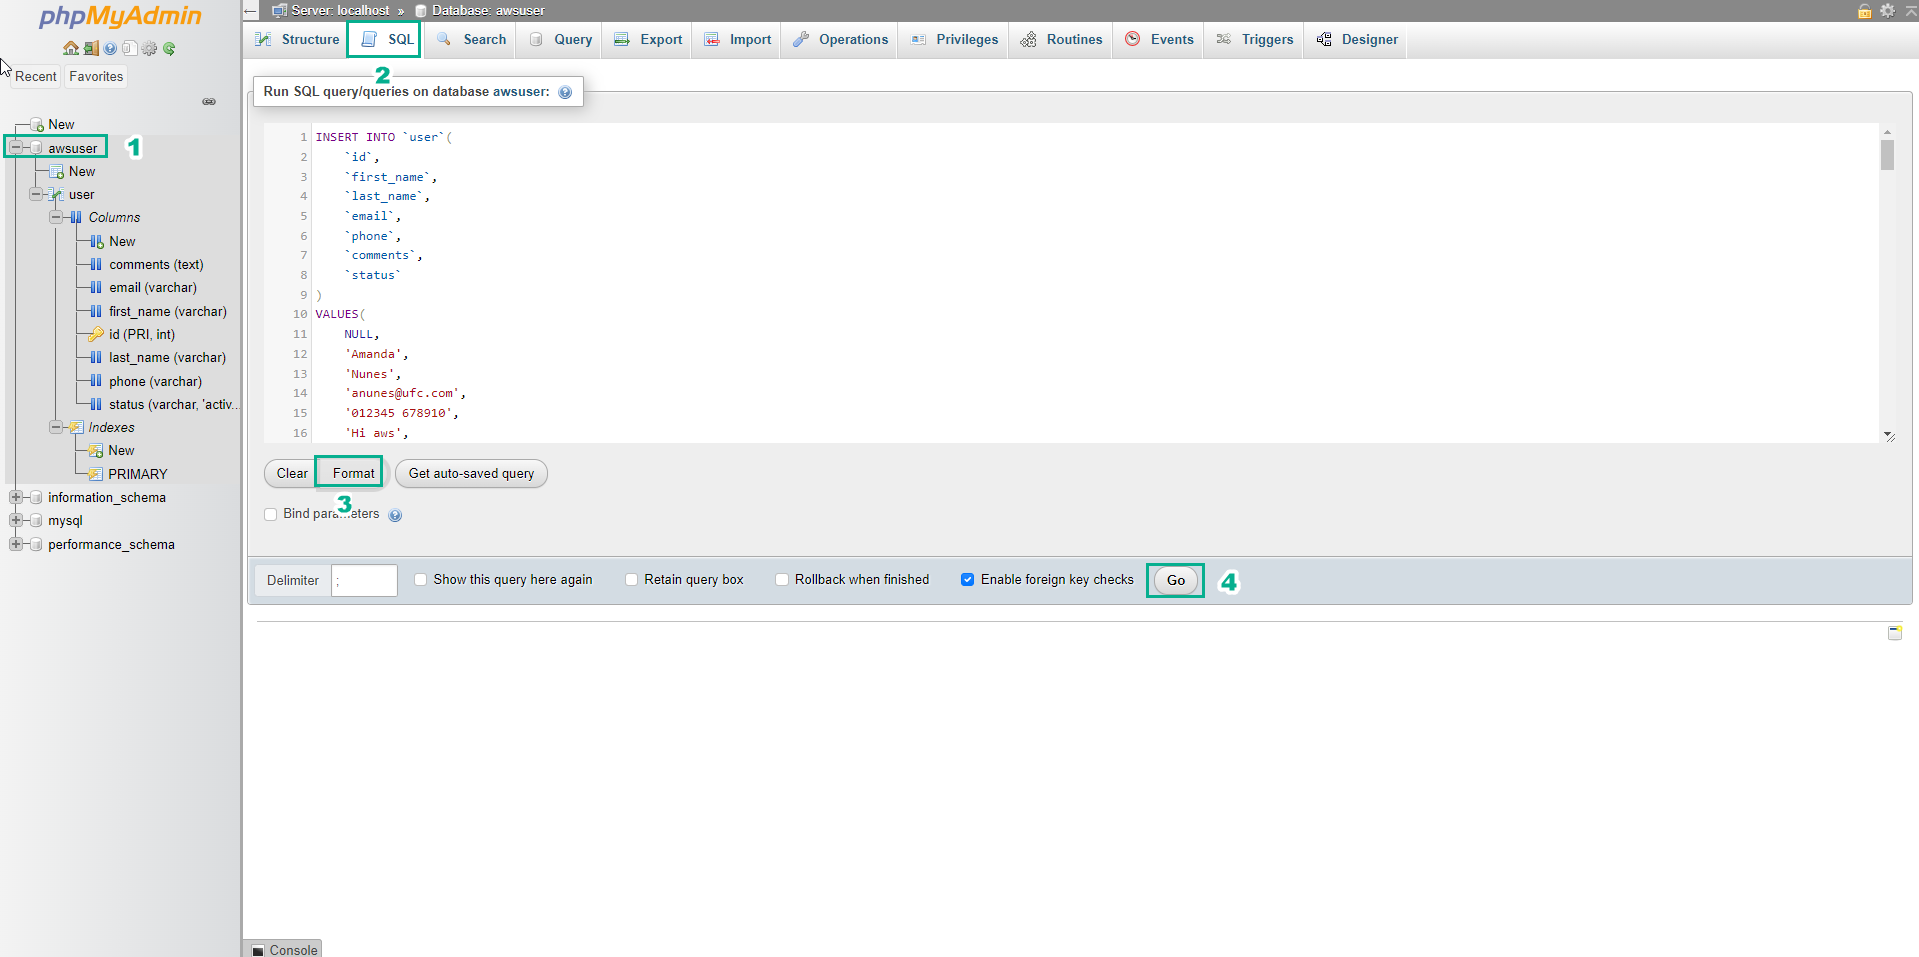 phpMyAdmin
Recent
Favorites
New
awsuser
1
New
user
Columns
New
comments (text)
email (varchar)
first_name (varchar)
id (PRI, int)
last_name (varchar)
phone (varchar)
status (varchar, 'activ...
Indexes
New
PRIMARY
information_schema
mysql
performance_schema
Server: localhost » Database: awsuser
Structure
SQL
Search
Query
Export
Import
Operations
Privileges
Routines
Events
Triggers
Designer
2
Run SQL query/queries on database awsuser:
1 INSERT INTO `user`(
2 `id`,
3 `first_name`,
4 `last_name`,
5 `email`,
6 `phone`,
7 `comments`,
8 `status`
9 )
10 VALUES(
11 NULL,
12 'Amanda',
13 'Nunes',
14 'anunes@ufc.com',
15 '012345 678910',
16 'Hi aws',
Clear
Format
Get auto-saved query
3
Bind parameters
Delimiter
;
Show this query here again
Retain query box
Rollback when finished
Enable foreign key checks
Go
4
Console